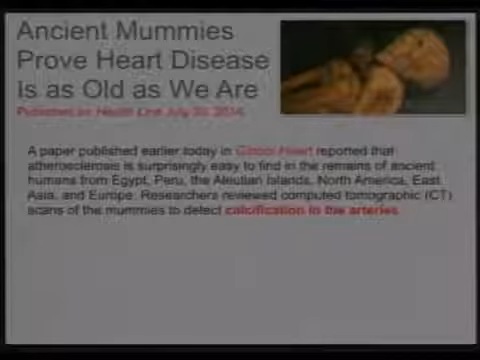 Ancient Mummies
Prove Heart Disease
Is as Old as We Are
Published on Health Line July 30, 2014
A paper published earlier today in Global Heart reported that
atherosclerosis is surprisingly easy to find in the remains of ancient
humans from Egypt, Peru, the Aleutian Islands, North America, East
Asia, and Europe. Researchers reviewed computed tomographic (CT)
scans of the mummies to detect calcification in the arteries